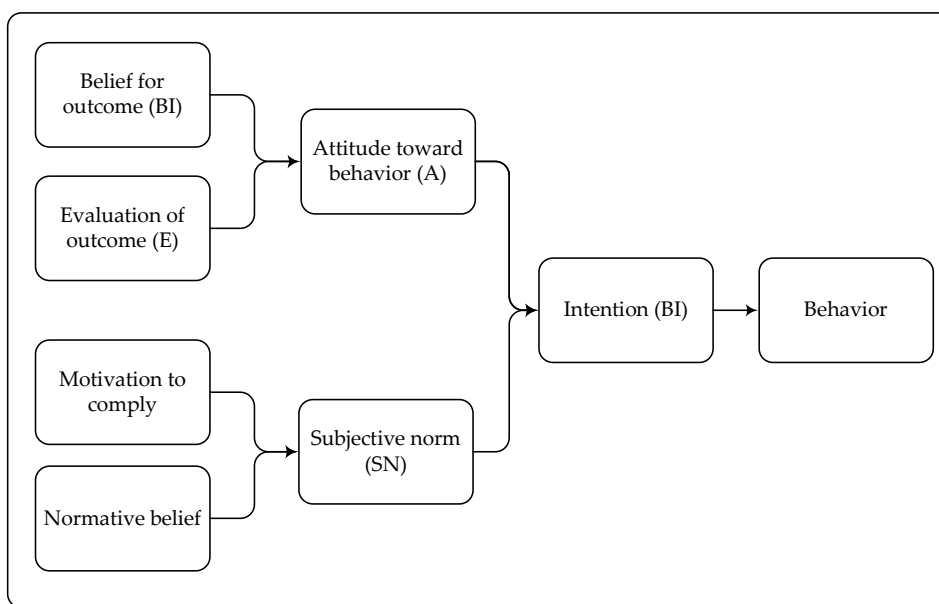 Belief for
outcome (BI)
Evaluation of
outcome (E)
Attitude toward
behavior (A)
Motivation to
comply
Normative belief
Subjective norm
(SN)
Intention (BI)
Behavior